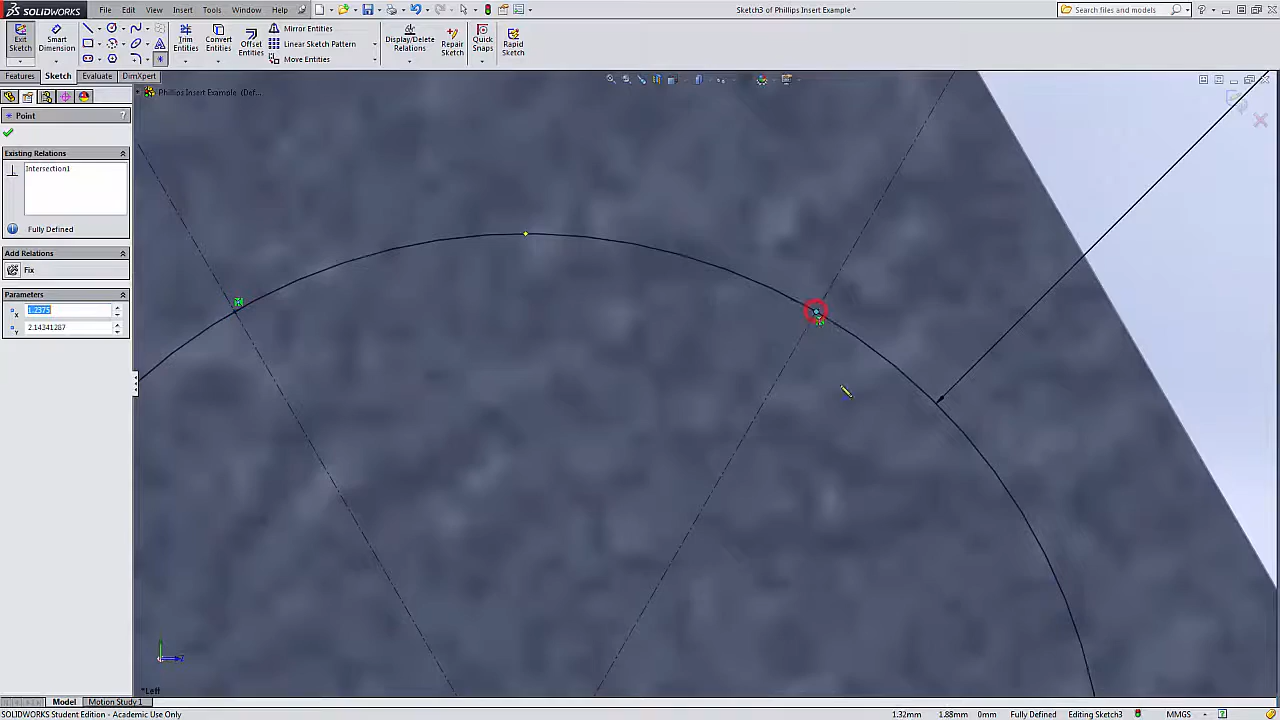 SOLIDWORKS
File
Edit
View
Insert
Tools
Window
Help
Sketch3 of Phillips Insert Example *
Search files and models
Exit Sketch
Smart Dimension
Trim Entities
Convert Entities
Offset Entities
Mirror Entities
Linear Sketch Pattern
Move Entities
Display/Delete Relations
Repair Sketch
Quick Snaps
Rapid Sketch
Features
Sketch
Evaluate
DimXpert
Phillips Insert Example (Def...
Point
?
Existing Relations
Intersection1
Fully Defined
Add Relations
Fix
Parameters
1.2375
2.14341287
*Left
Model
Motion Study 1
SOLIDWORKS Student Edition - Academic Use Only
1.32mm
1.88mm
0mm
Fully Defined
Editing Sketch3
MMGS